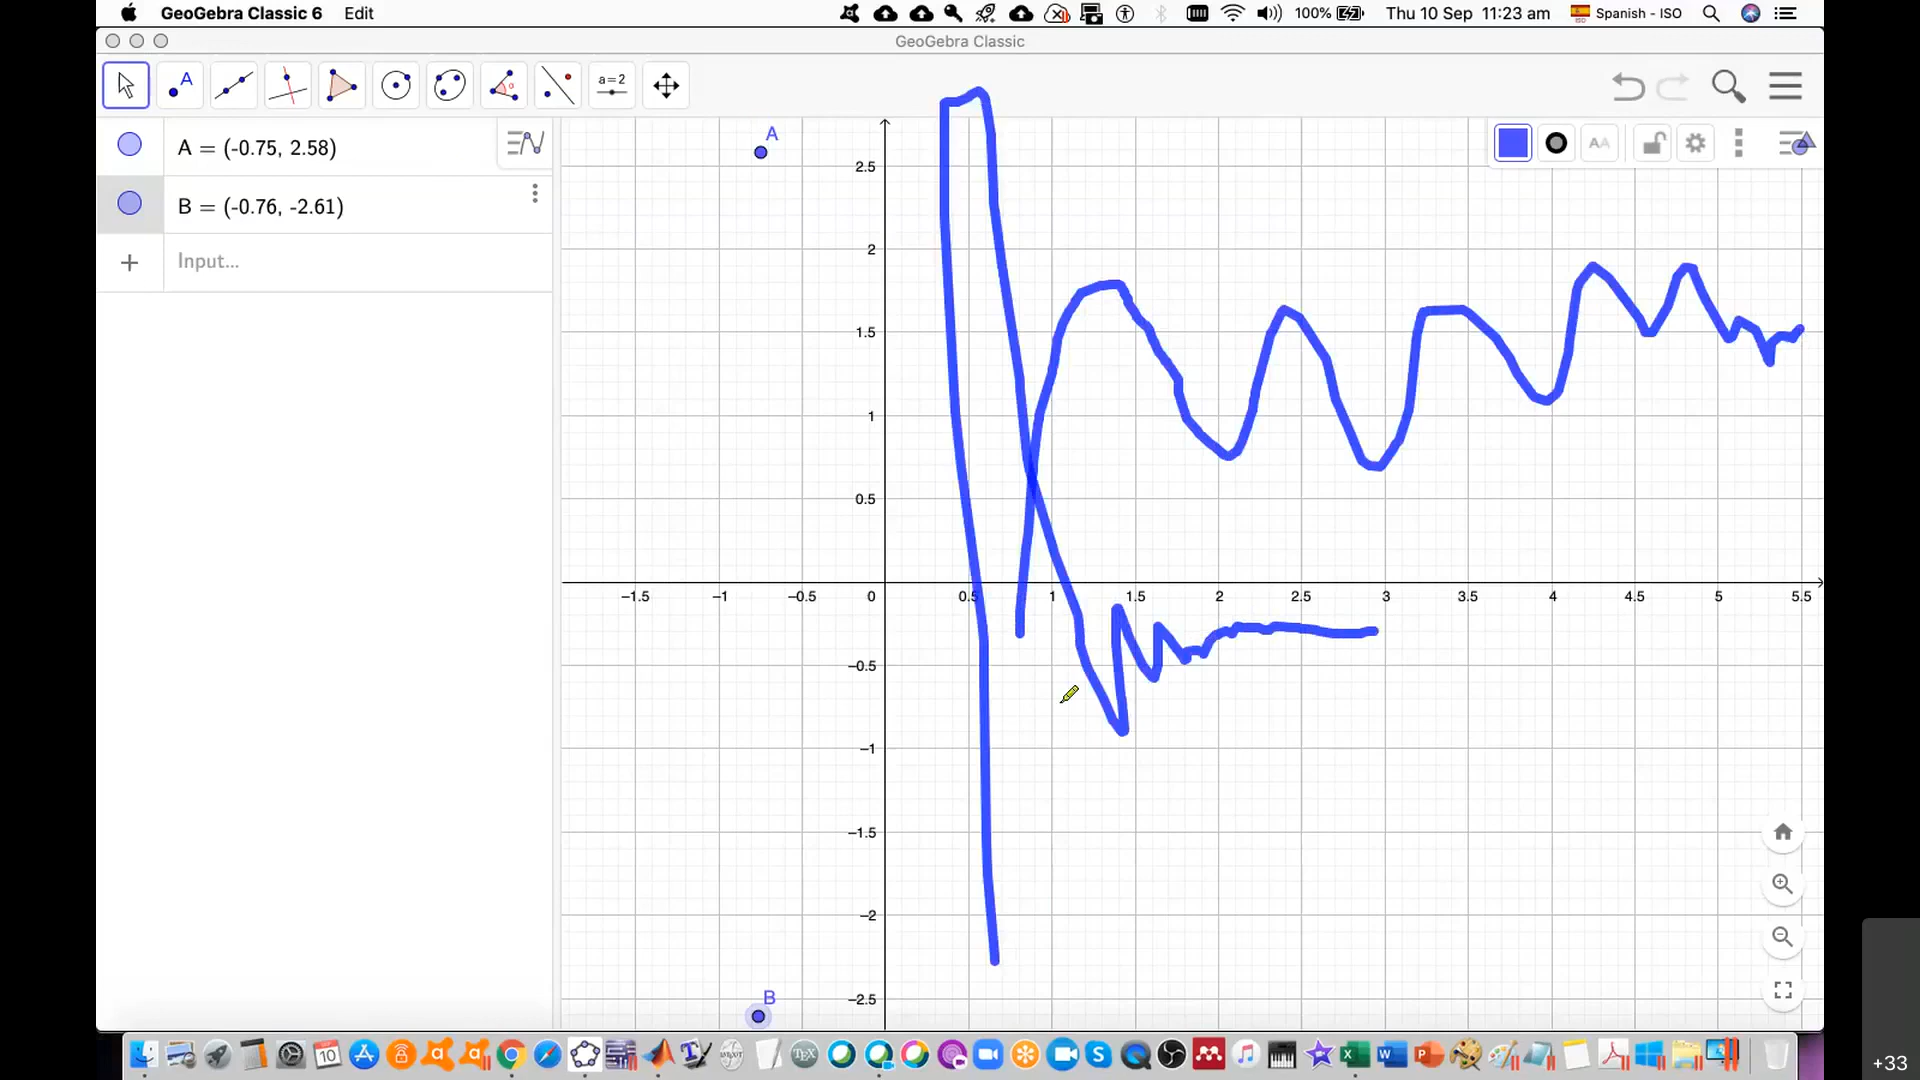 GeoGebra Classic 6 Edit 100% Thu 10 Sep 11:23 am Spanish - ISO
GeoGebra Classic
A a=2
A = (-0.75, 2.58)
B = (-0.76, -2.61)
Input...
AA
A
B
2.5
2
1.5
1
0.5
−1.5 −1 −0.5 0 0.5 1 1.5 2 2.5 3 3.5 4 4.5 5 5.5
−0.5
−1
−1.5
−2
−2.5
+33